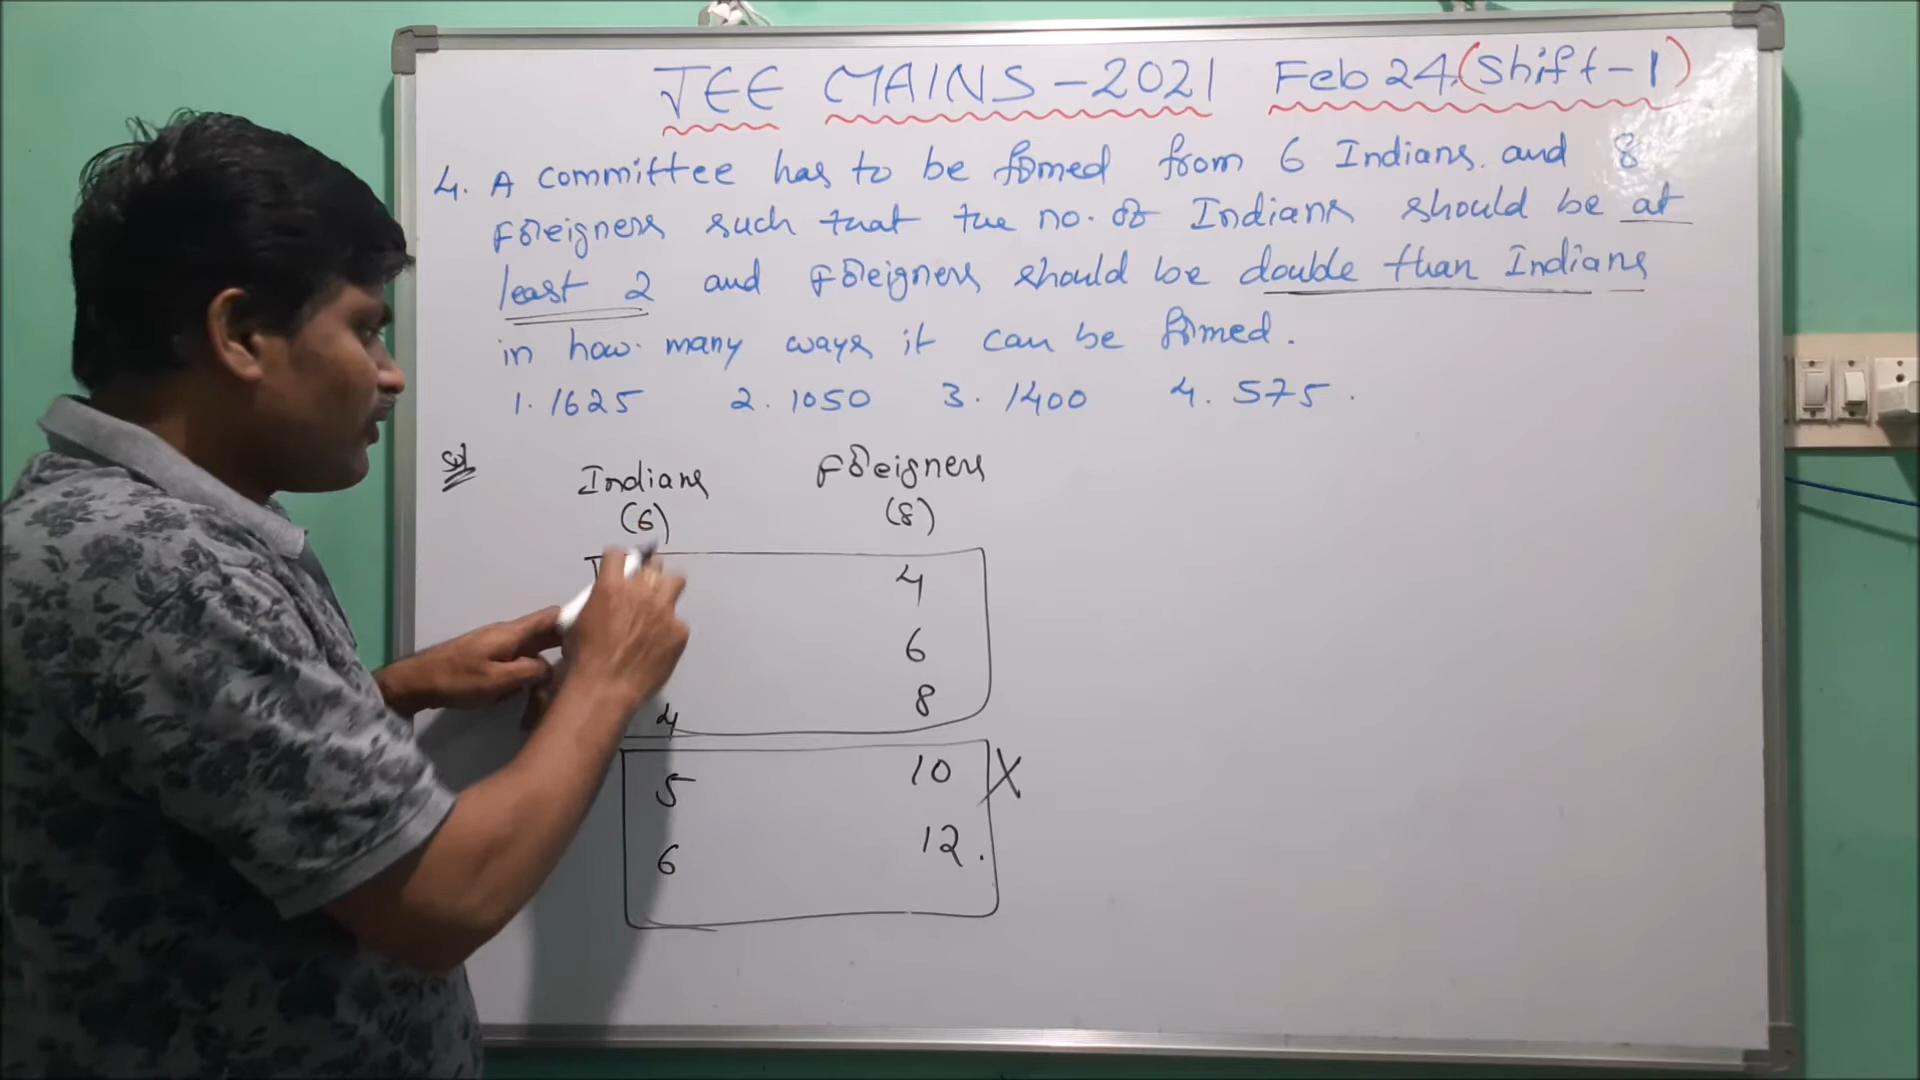 JEE MAINS-2021 Feb 24 (Shift-1)
4. A committee has to be formed from 6 Indians. and 8
Foreigners such that the no. of Indians should be at
least 2 and Foreigners should be double than Indians
in how many ways it can be formed.
1. 1625 2. 1050 3. 1400 4. 575.
Sol
Indians Foreigners
(6) (8)
4
6
4 8
5 10 X
6 12.